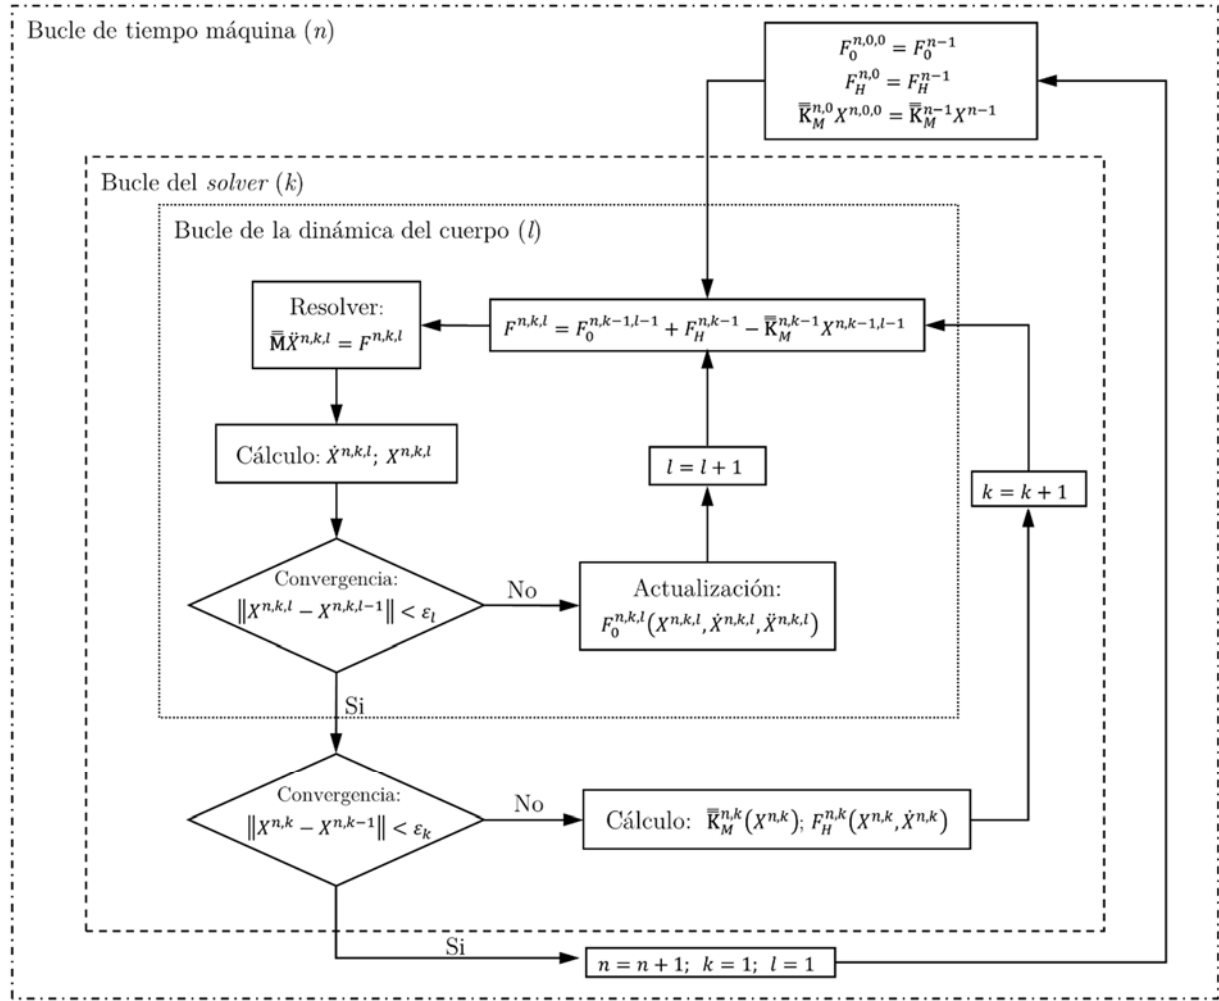 Bucle de tiempo máquina (n)
F_0^{n,0,0} = F_0^{n−1}
F_H^{n,0} = F_H^{n−1}
K̿_M^{n,0} X^{n,0,0} = K̿_M^{n−1} X^{n−1}
Bucle del solver (k)
Bucle de la dinámica del cuerpo (l)
Resolver:
M̿Ẍ^{n,k,l} = F^{n,k,l}
F^{n,k,l} = F_0^{n,k−1,l−1} + F_H^{n,k−1} − K̿_M^{n,k−1} X^{n,k−1,l−1}
Cálculo: Ẋ^{n,k,l}; X^{n,k,l}
l = l + 1
k = k + 1
Convergencia:
‖X^{n,k,l} − X^{n,k,l−1}‖ < ε_l
No
Actualización:
F_0^{n,k,l}(X^{n,k,l}, Ẋ^{n,k,l}, Ẍ^{n,k,l})
Si
Convergencia:
‖X^{n,k} − X^{n,k−1}‖ < ε_k
No
Cálculo: K̿_M^{n,k}(X^{n,k}); F_H^{n,k}(X^{n,k}, Ẋ^{n,k})
Si
n = n + 1; k = 1; l = 1